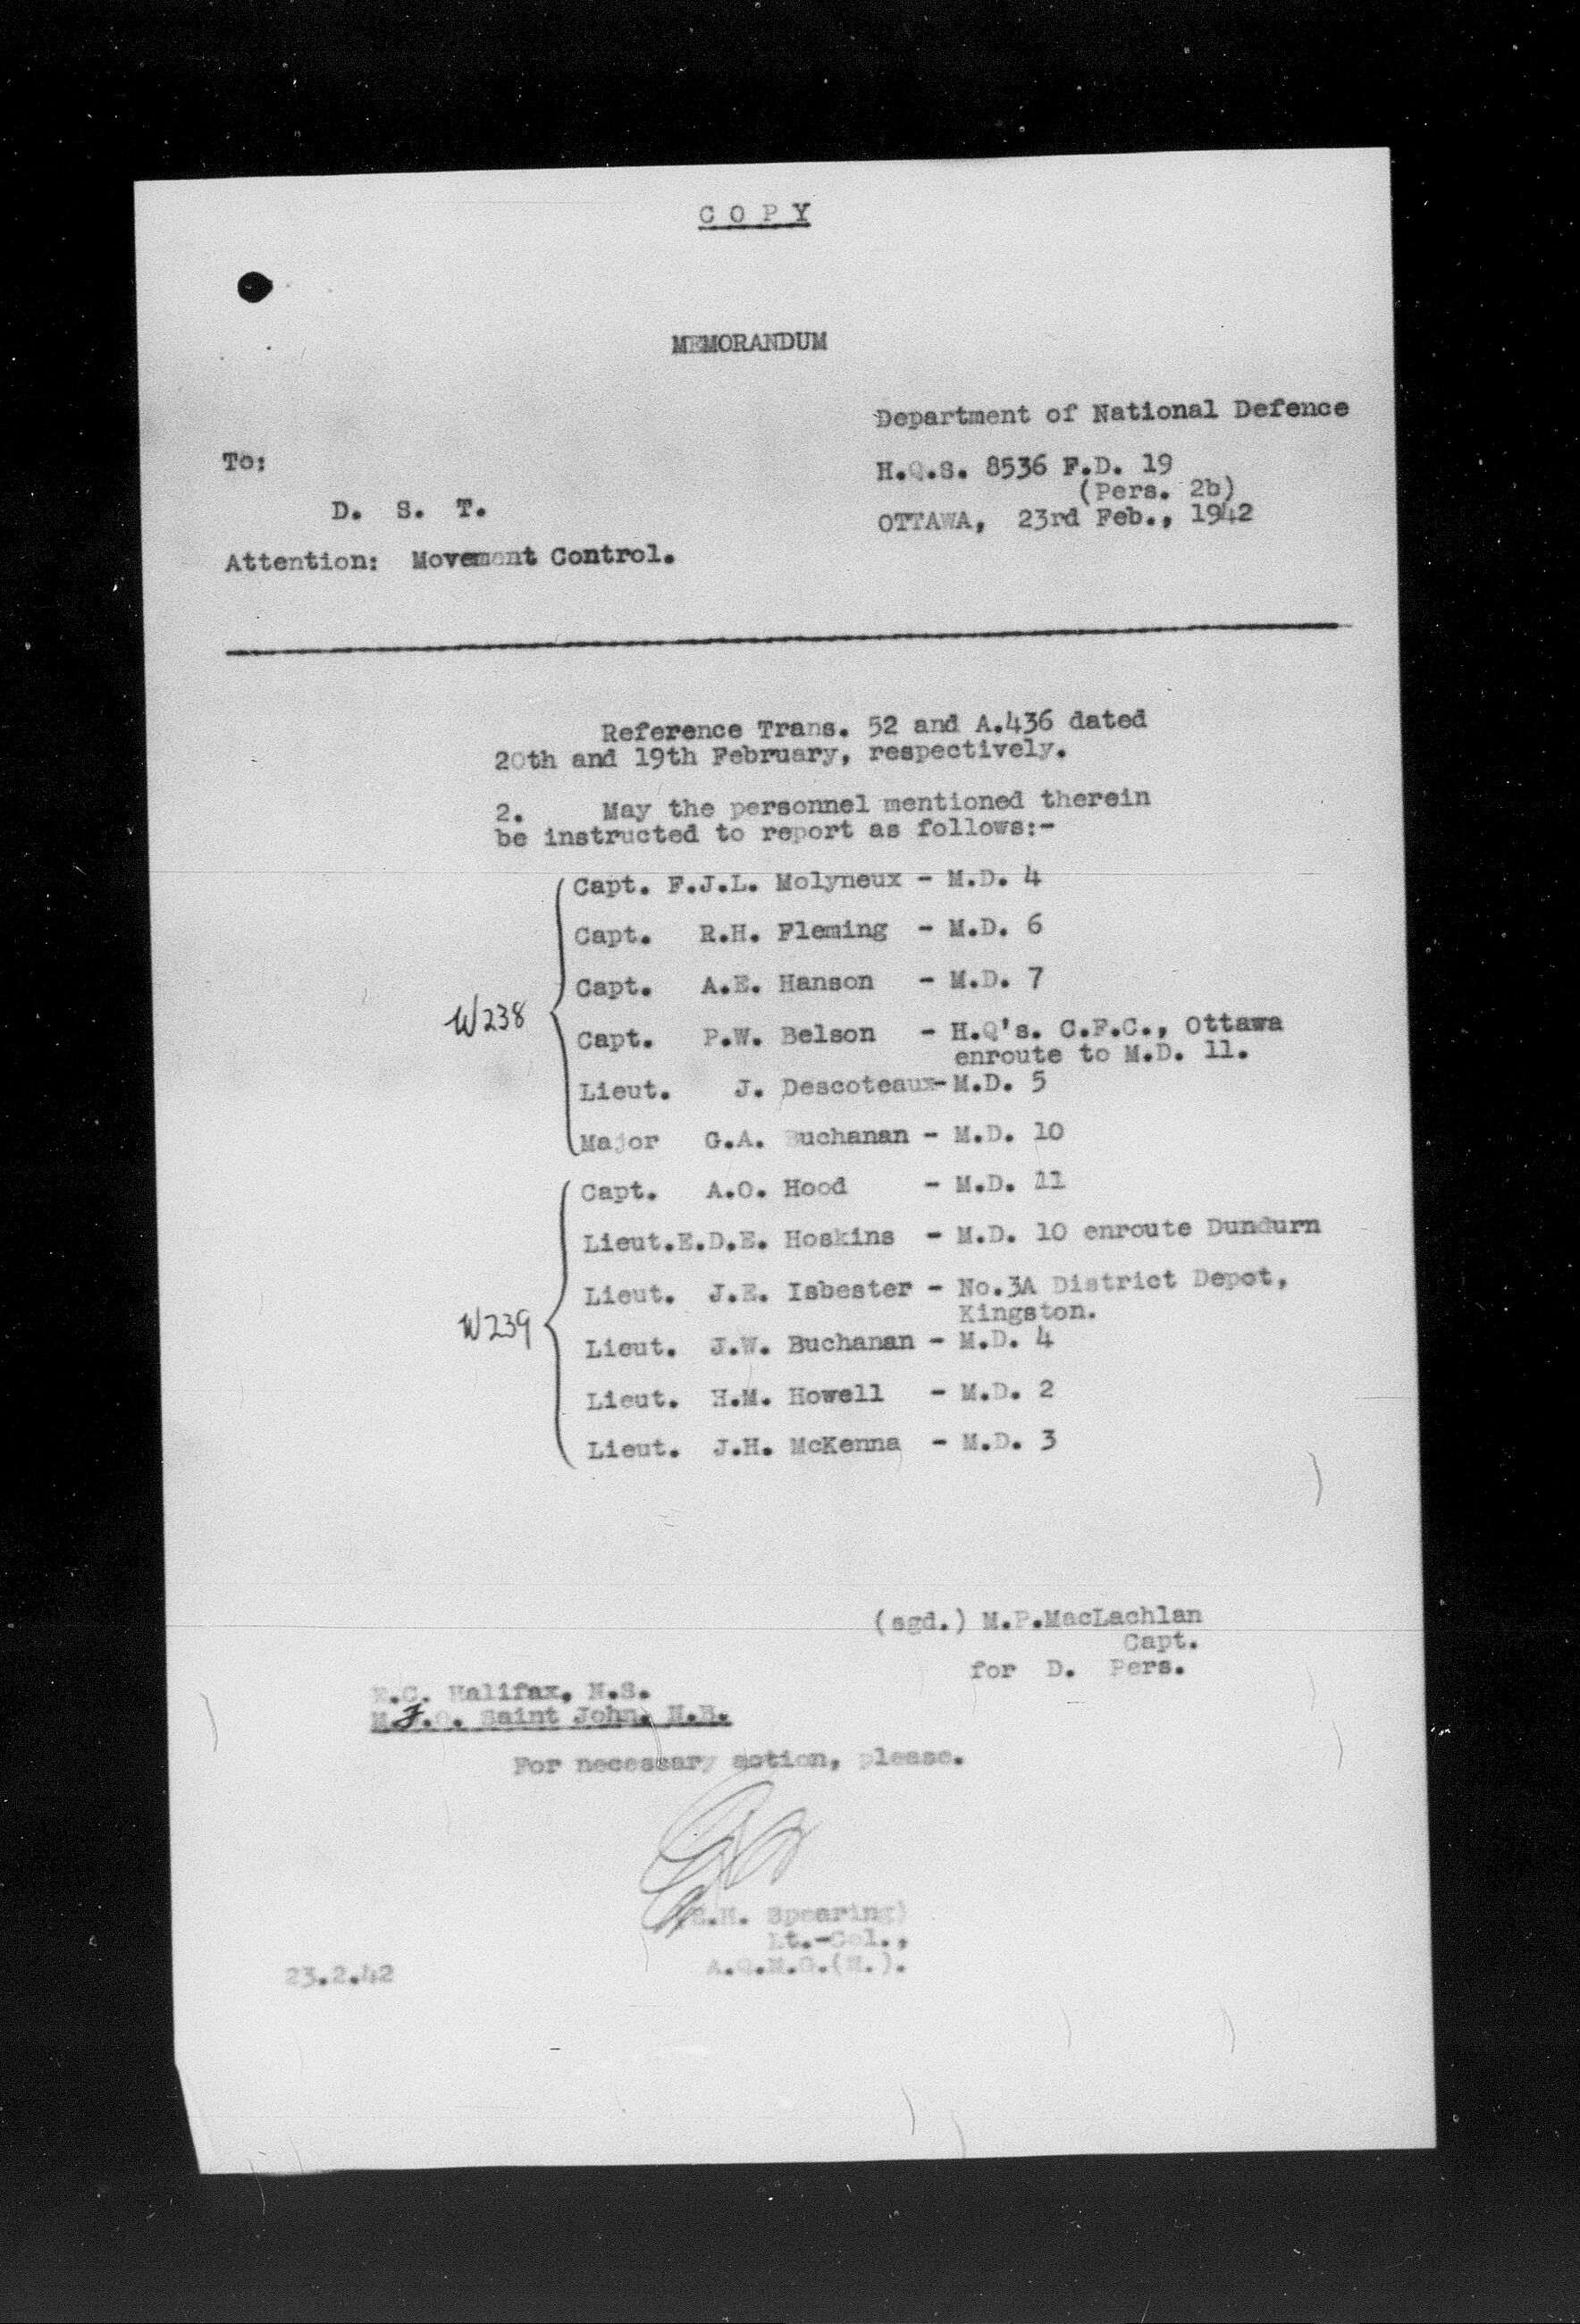 C O P Y
MEMORANDUM
Department of National Defence
To:
H.Q.S. 8536 F.D. 19
(Pers. 2b)
D. S. T.
OTTAWA, 23rd Feb., 1942
Attention: Movement Control.
Reference Trans. 52 and A.436 dated
20th and 19th February, respectively.
2. May the personnel mentioned therein
be instructed to report as follows:-
Capt. F.J.L. Molyneux - M.D. 4
Capt. R.H. Fleming - M.D. 6
Capt. A.E. Hanson - M.D. 7
W238
Capt. P.W. Belson - H.Q's. C.F.C., Ottawa
enroute to M.D. 11.
Lieut. J. Descoteaux- M.D. 5
Major G.A. Buchanan - M.D. 10
Capt. A.O. Hood - M.D. 11
Lieut.E.D.E. Hoskins - M.D. 10 enroute Dundurn
Lieut. J.E. Isbester - No.3A District Depot,
Kingston.
W239
Lieut. J.W. Buchanan - M.D. 4
Lieut. H.M. Howell - M.D. 2
Lieut. J.H. McKenna - M.D. 3
(sgd.) M.P.MacLachlan
Capt.
for D. Pers.
E.C. Halifax, N.S.
Saint John, N.B.
For necessary action, please.
Spearing)
Lt.-Col.,
A.Q.M.G.(M.).
23.2.42